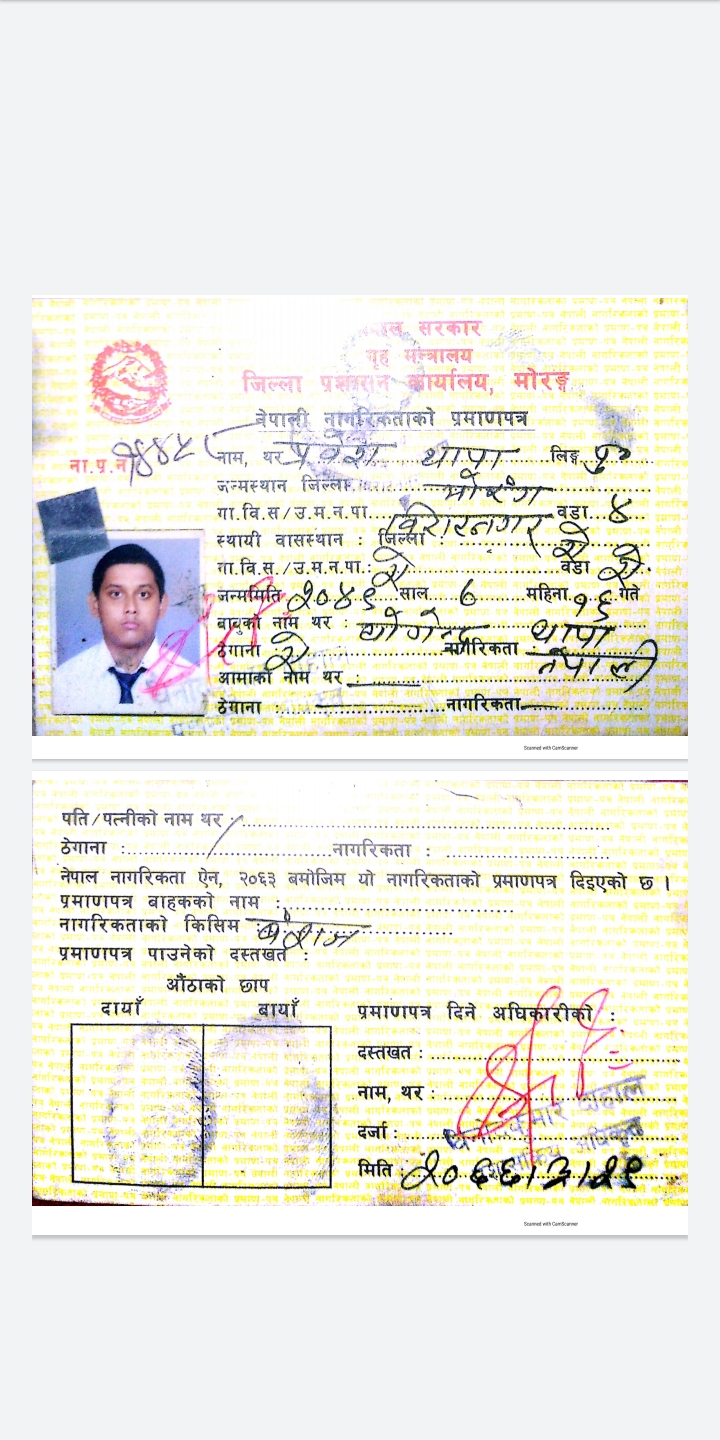 नेपाल सरकार
गृह मन्त्रालय
जिल्ला प्रशासन कार्यालय, मोरङ्ग
नेपाली नागरिकताको प्रमाणपत्र
ना.प्र.नं.
नाम, थर प्रवेश थापा लिङ्ग पु०
जन्मस्थान जिल्ला मोरंग
गा.वि.स/उ.म.न.पा. विराटनगर वडा ४
स्थायी वासस्थान : जिल्ला : ऐ
गा.वि.स./उ.म.न.पा. : ऐ वडा ऐ.
जन्ममिति २०४९ साल ६ महिना १६ गते
बाबुको नाम थर : योगेन्द्र थापा
ठेगाना ऐ नागरिकता नेपाली
आमाको नाम थर :
ठेगाना : नागरिकता
Scanned with CamScanner
पति/पत्नीको नाम थर :
ठेगाना : नागरिकता :
नेपाल नागरिकता ऐन, २०६३ बमोजिम यो नागरिकताको प्रमाणपत्र दिइएको छ ।
प्रमाणपत्र बाहकको नाम :
नागरिकताको किसिम वंशज
प्रमाणपत्र पाउनेको दस्तखत :
औंठाको छाप
दायाँ बायाँ
प्रमाणपत्र दिने अधिकारीको :
दस्तखत :
नाम, थर :
दर्जा :
मिति : २०६६।३।२९
Scanned with CamScanner